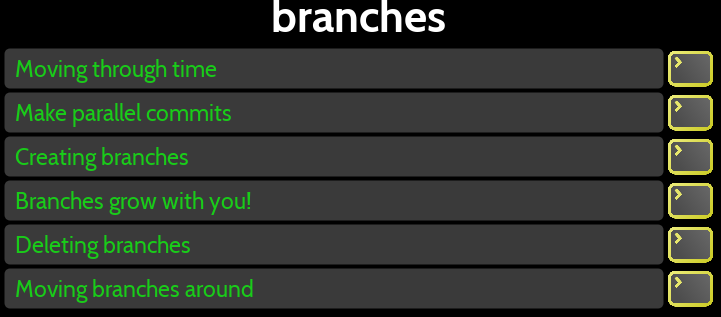 branches
Moving through time
Make parallel commits
Creating branches
Branches grow with you!
Deleting branches
Moving branches around